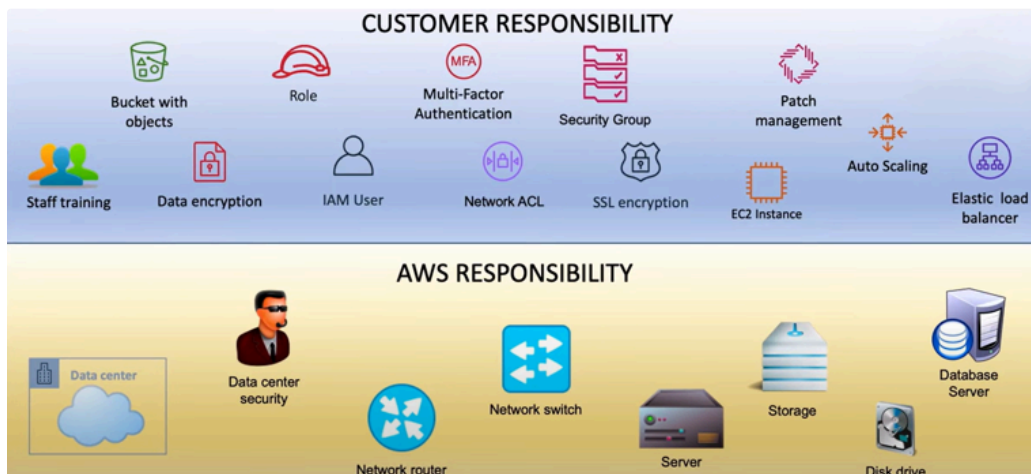 CUSTOMER RESPONSIBILITY
Bucket with
objects
Role
MFA
Multi-Factor
Authentication
Security Group
Patch
management
Staff training
Data encryption
IAM User
Network ACL
SSL encryption
EC2 Instance
Auto Scaling
Elastic load
balancer
AWS RESPONSIBILITY
Data center
Data center
security
Network router
Network switch
Server
Storage
Disk drive
Database
Server